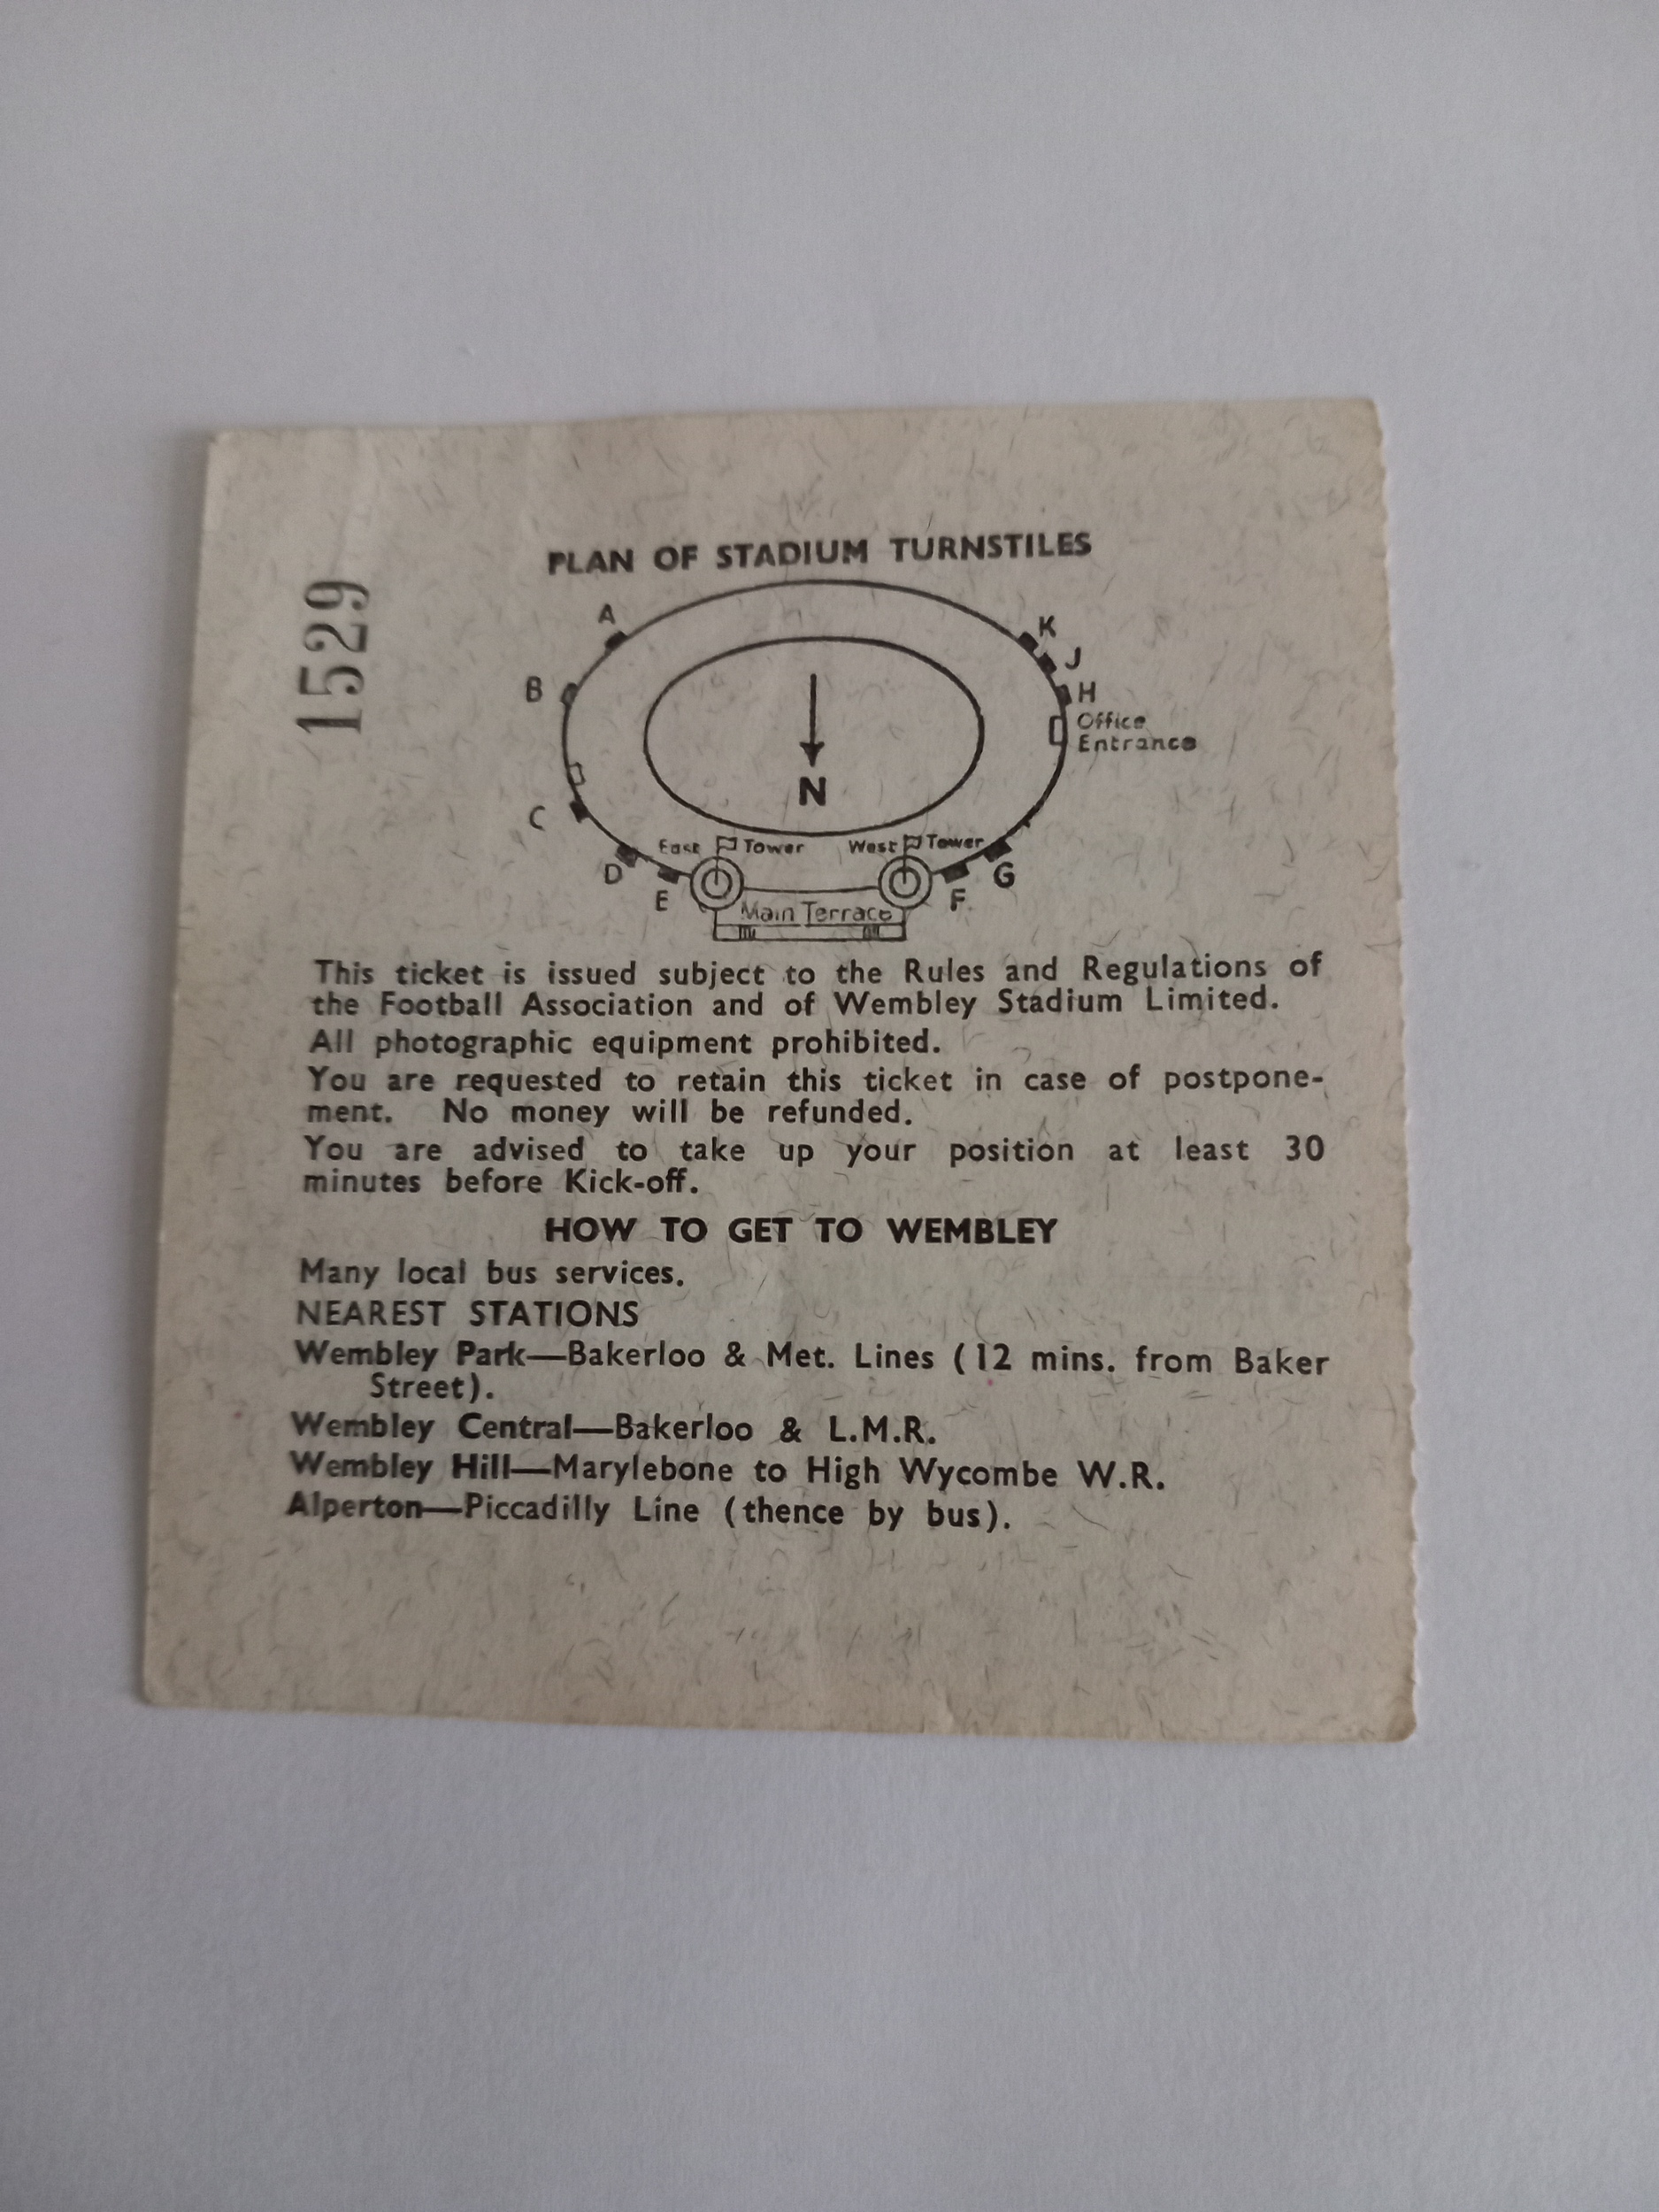 PLAN OF STADIUM TURNSTILES
1529
A
K
J
B
H
Office
Entrance
N
C
East Tower
West Tower
D
G
E
F
Main Terrace
This ticket is issued subject to the Rules and Regulations of
the Football Association and of Wembley Stadium Limited.
All photographic equipment prohibited.
You are requested to retain this ticket in case of postpone-
ment. No money will be refunded.
You are advised to take up your position at least 30
minutes before Kick-off.
HOW TO GET TO WEMBLEY
Many local bus services.
NEAREST STATIONS
Wembley Park—Bakerloo & Met. Lines (12 mins. from Baker
Street).
Wembley Central—Bakerloo & L.M.R.
Wembley Hill—Marylebone to High Wycombe W.R.
Alperton—Piccadilly Line (thence by bus).